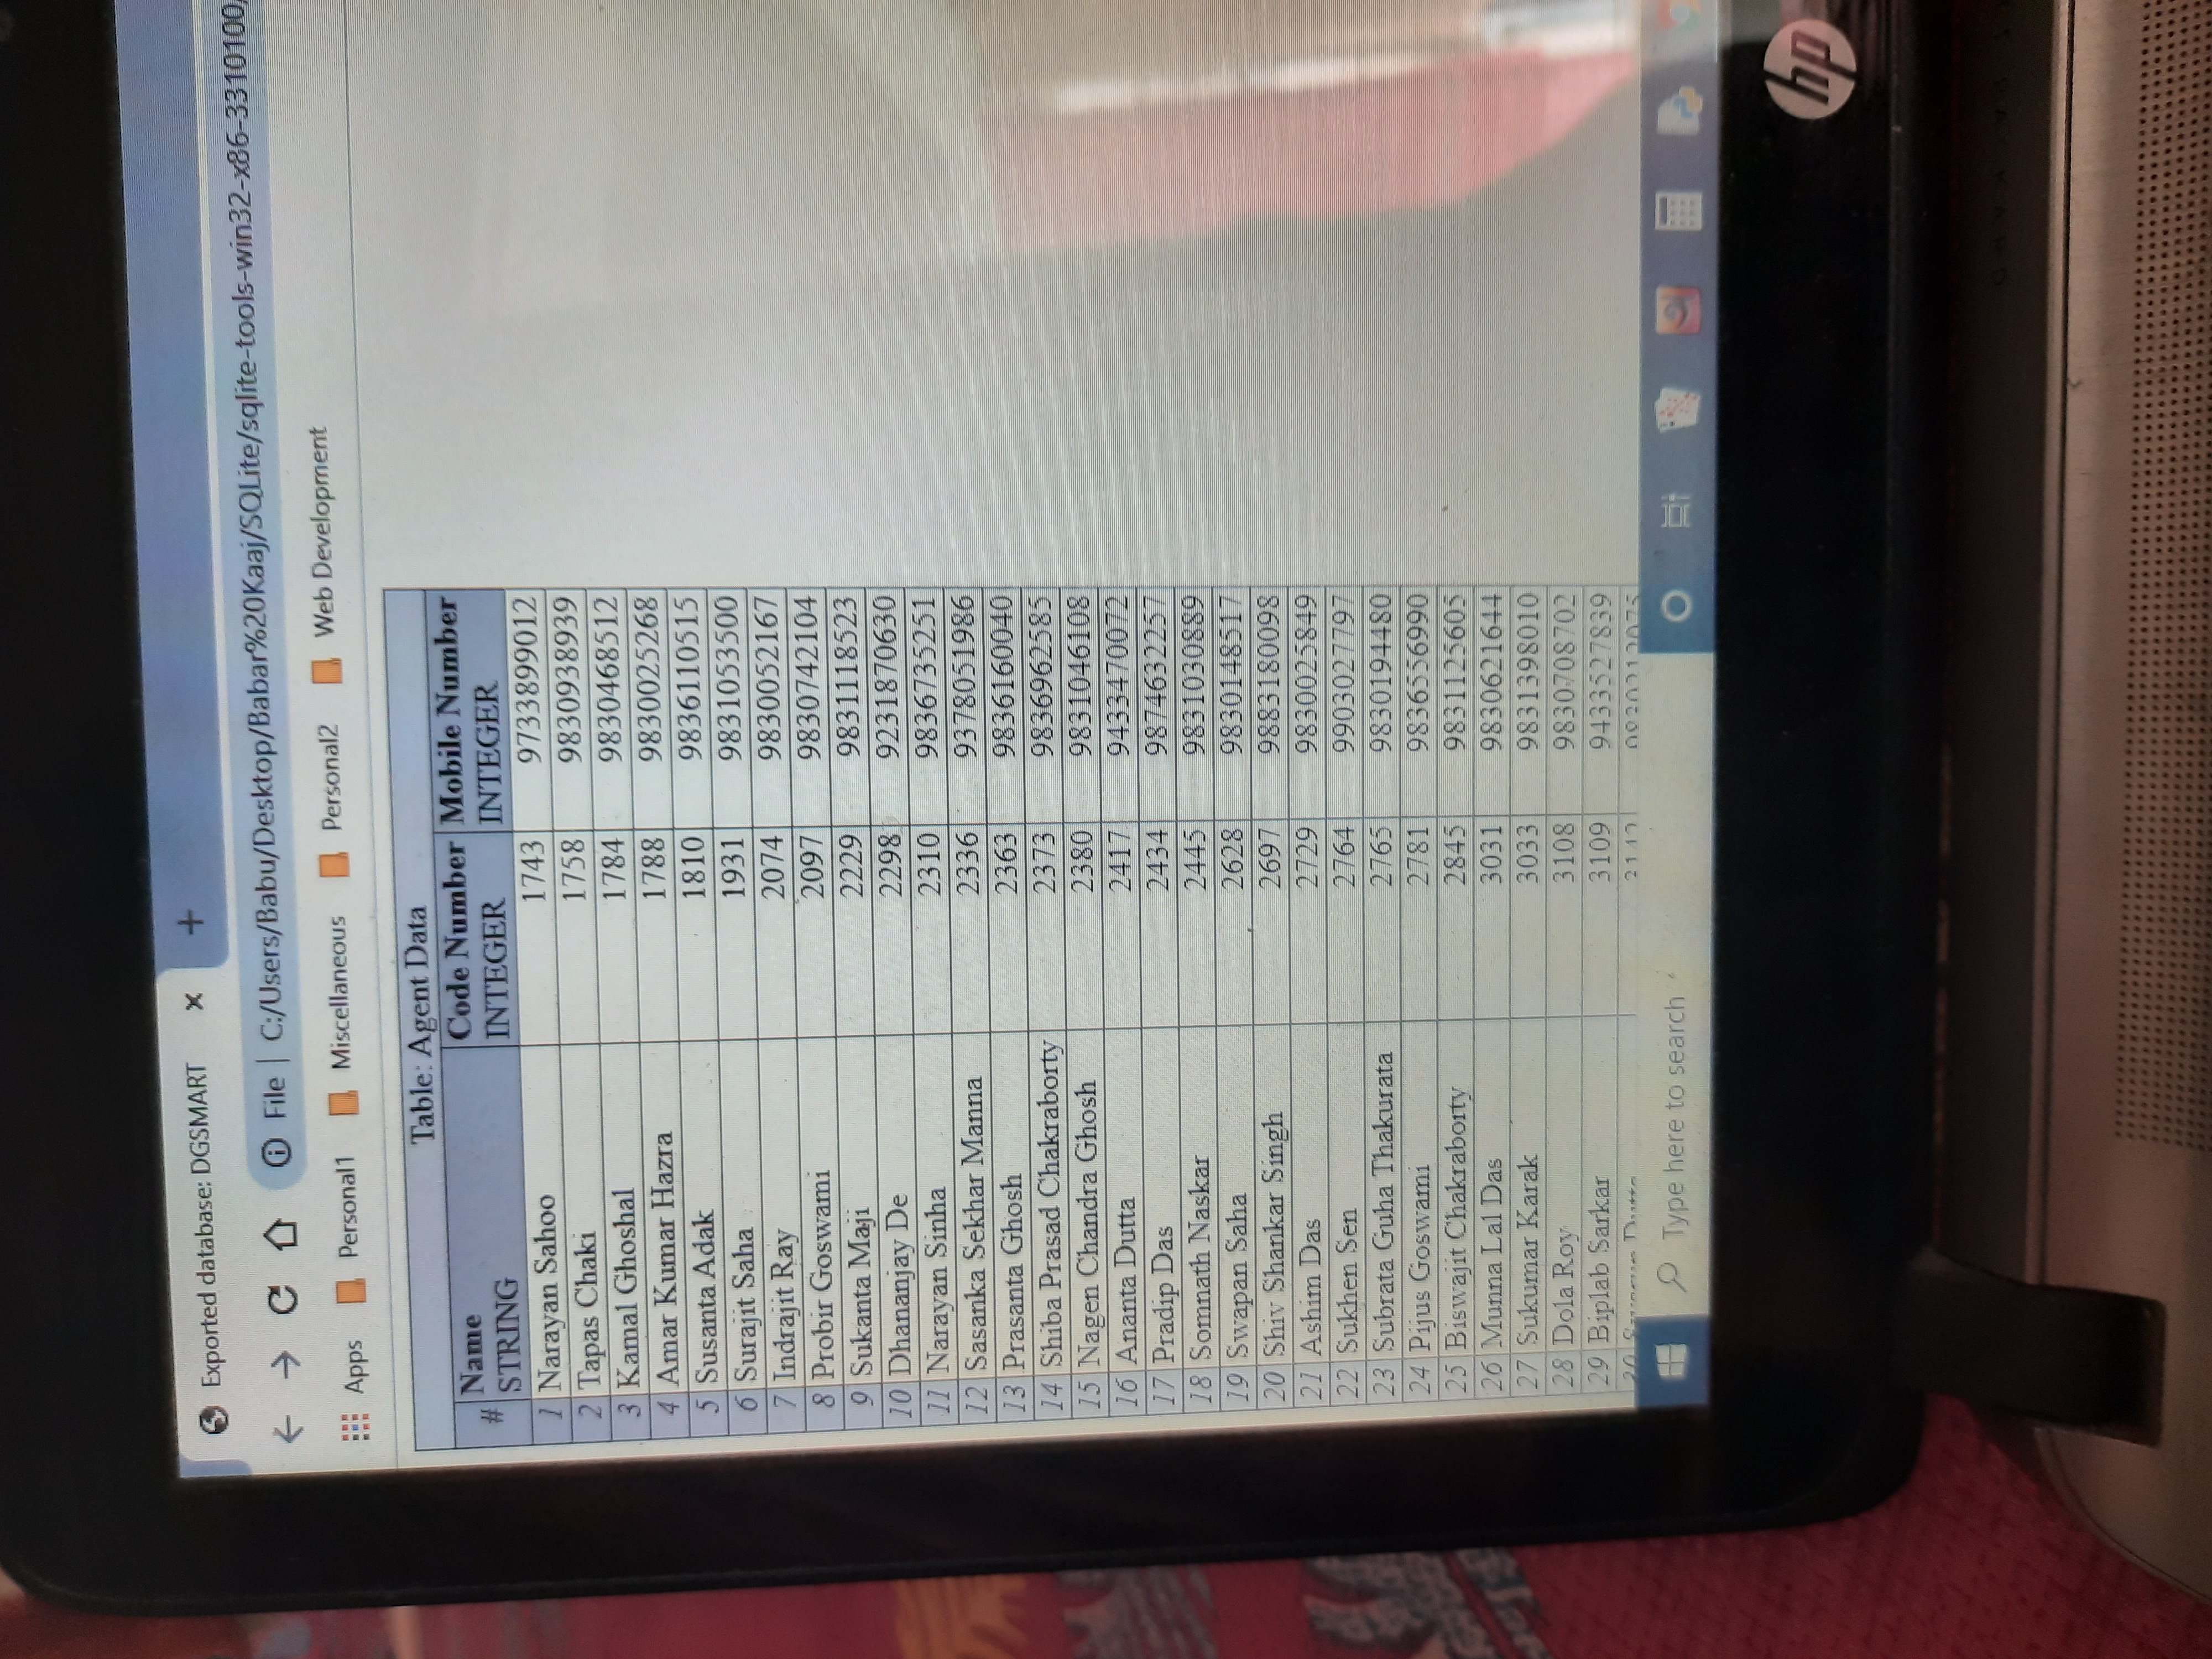 Exported database: DGSMART
File | C:/Users/Babu/Desktop/Babar%20Kaaj/SQLite/sqlite-tools-win32-x86-3310100/
Apps Personal1 Miscellaneous Personal2 Web Development
Table: Agent Data
# Name Code Number Mobile Number
STRING INTEGER INTEGER
1 Narayan Sahoo 1743 9733899012
2 Tapas Chaki 1758 9830938939
3 Kamal Ghoshal 1784 9830468512
4 Amar Kumar Hazra 1788 9830025268
5 Susanta Adak 1810 9836110515
6 Surajit Saha 1931 9831053500
7 Indrajit Ray 2074 9830052167
8 Probir Goswami 2097 9830742104
9 Sukanta Maji 2229 9831118523
10 Dhananjay De 2298 9231870630
11 Narayan Sinha 2310 9836735251
12 Sasanka Sekhar Manna 2336 9378051986
13 Prasanta Ghosh 2363 9836160040
14 Shiba Prasad Chakraborty 2373 9836962585
15 Nagen Chandra Ghosh 2380 9831046108
16 Ananta Dutta 2417 9433470072
17 Pradip Das 2434 9874632257
18 Somnath Naskar 2445 9831030889
19 Swapan Saha 2628 9830148517
20 Shiv Shankar Singh 2697 9883180098
21 Ashim Das 2729 9830025849
22 Sukhen Sen 2764 9903027797
23 Subrata Guha Thakurata 2765 9830194480
24 Pijus Goswami 2781 9836556990
25 Biswajit Chakraborty 2845 9831125605
26 Munna Lal Das 3031 9830621644
27 Sukumar Karak 3033 9831398010
28 Dola Roy 3108 9830708702
29 Biplab Sarkar 3109 9433527839
Type here to search
hp